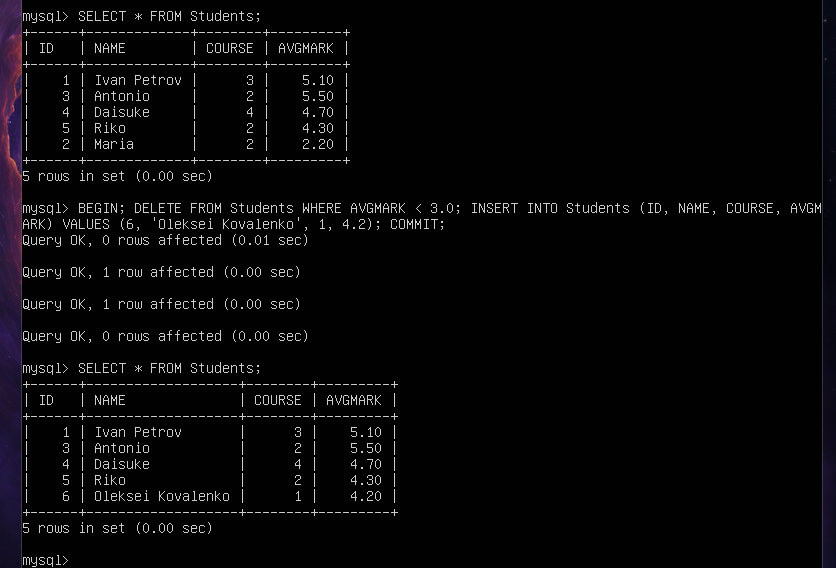 mysql> SELECT * FROM Students;
+------+-------------+--------+---------+
| ID   | NAME        | COURSE | AVGMARK |
+------+-------------+--------+---------+
|    1 | Ivan Petrov |      3 |    5.10 |
|    3 | Antonio     |      2 |    5.50 |
|    4 | Daisuke     |      4 |    4.70 |
|    5 | Riko        |      2 |    4.30 |
|    2 | Maria       |      2 |    2.20 |
+------+-------------+--------+---------+
5 rows in set (0.00 sec)

mysql> BEGIN; DELETE FROM Students WHERE AVGMARK < 3.0; INSERT INTO Students (ID, NAME, COURSE, AVGM
ARK) VALUES (6, 'Oleksei Kovalenko', 1, 4.2); COMMIT;
Query OK, 0 rows affected (0.01 sec)

Query OK, 1 row affected (0.00 sec)

Query OK, 1 row affected (0.00 sec)

Query OK, 0 rows affected (0.00 sec)

mysql> SELECT * FROM Students;
+------+-------------------+--------+---------+
| ID   | NAME              | COURSE | AVGMARK |
+------+-------------------+--------+---------+
|    1 | Ivan Petrov       |      3 |    5.10 |
|    3 | Antonio           |      2 |    5.50 |
|    4 | Daisuke           |      4 |    4.70 |
|    5 | Riko              |      2 |    4.30 |
|    6 | Oleksei Kovalenko |      1 |    4.20 |
+------+-------------------+--------+---------+
5 rows in set (0.00 sec)

mysql>